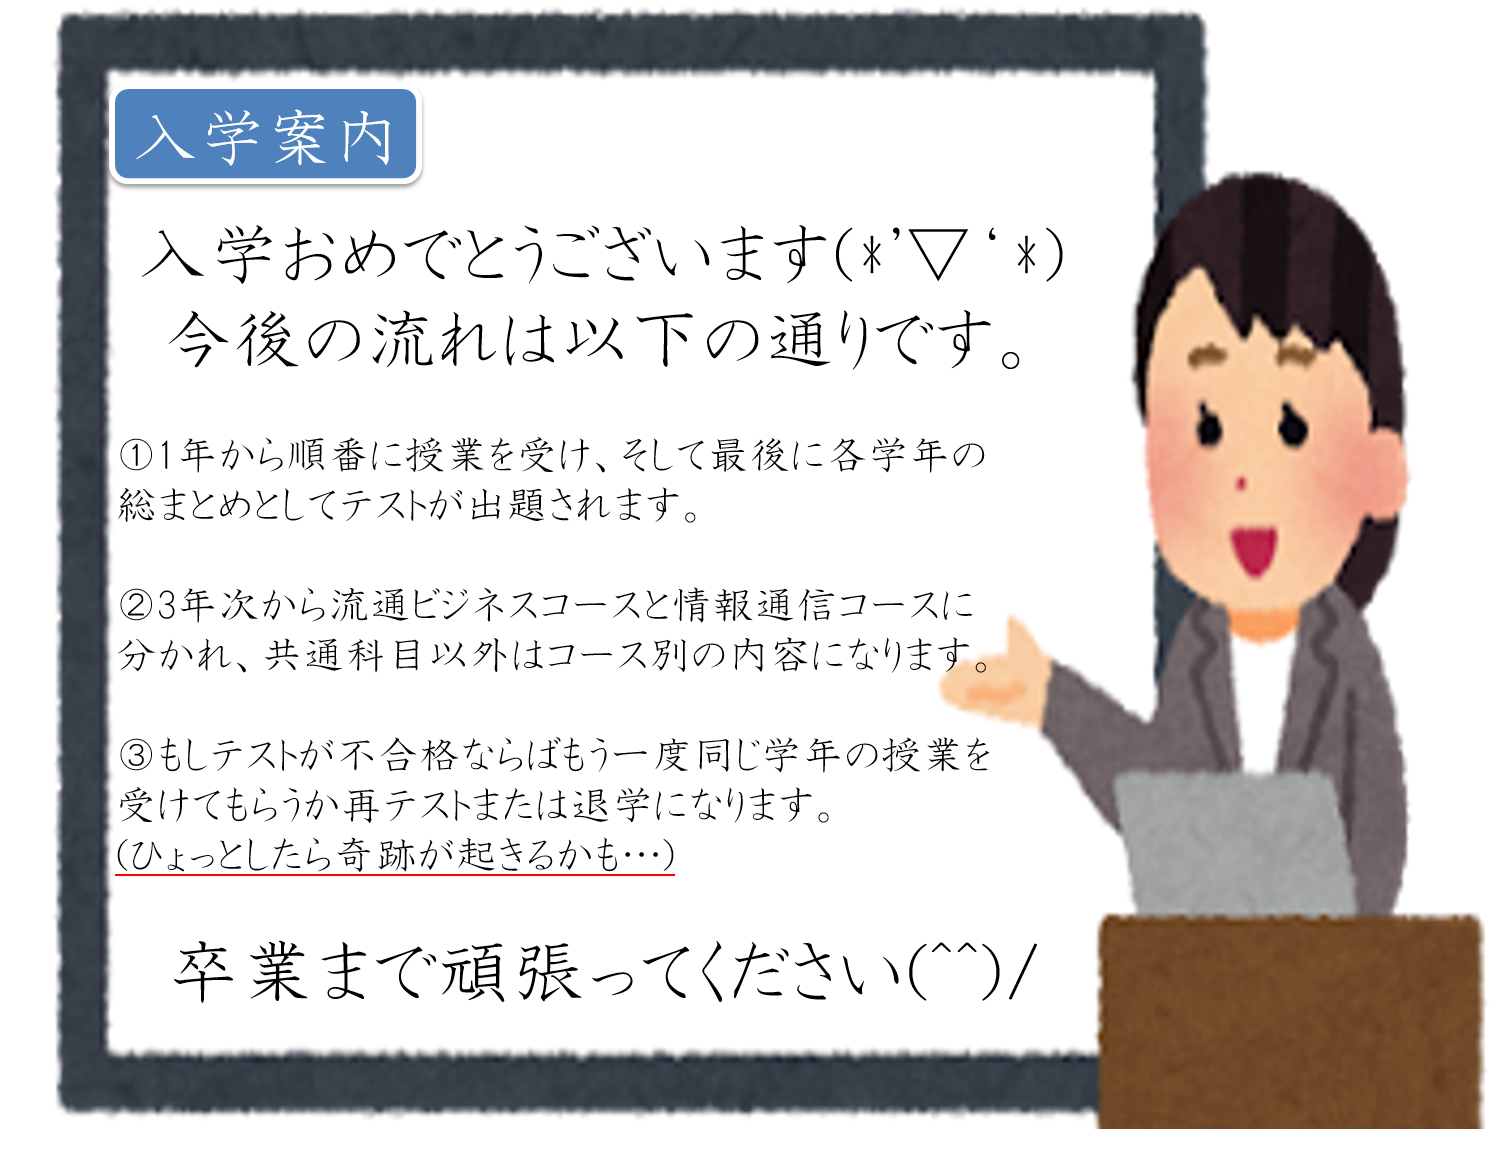 入学案内
入学おめでとうございます(*’▽‘*)
今後の流れは以下の通りです。
①1年から順番に授業を受け、そして最後に各学年の
総まとめとしてテストが出題されます。
②3年次から流通ビジネスコースと情報通信コースに
分かれ、共通科目以外はコース別の内容になります。
③もしテストが不合格ならばもう一度同じ学年の授業を
受けてもらうか再テストまたは退学になります。
(ひょっとしたら奇跡が起きるかも…)
卒業まで頑張ってください(^^)/